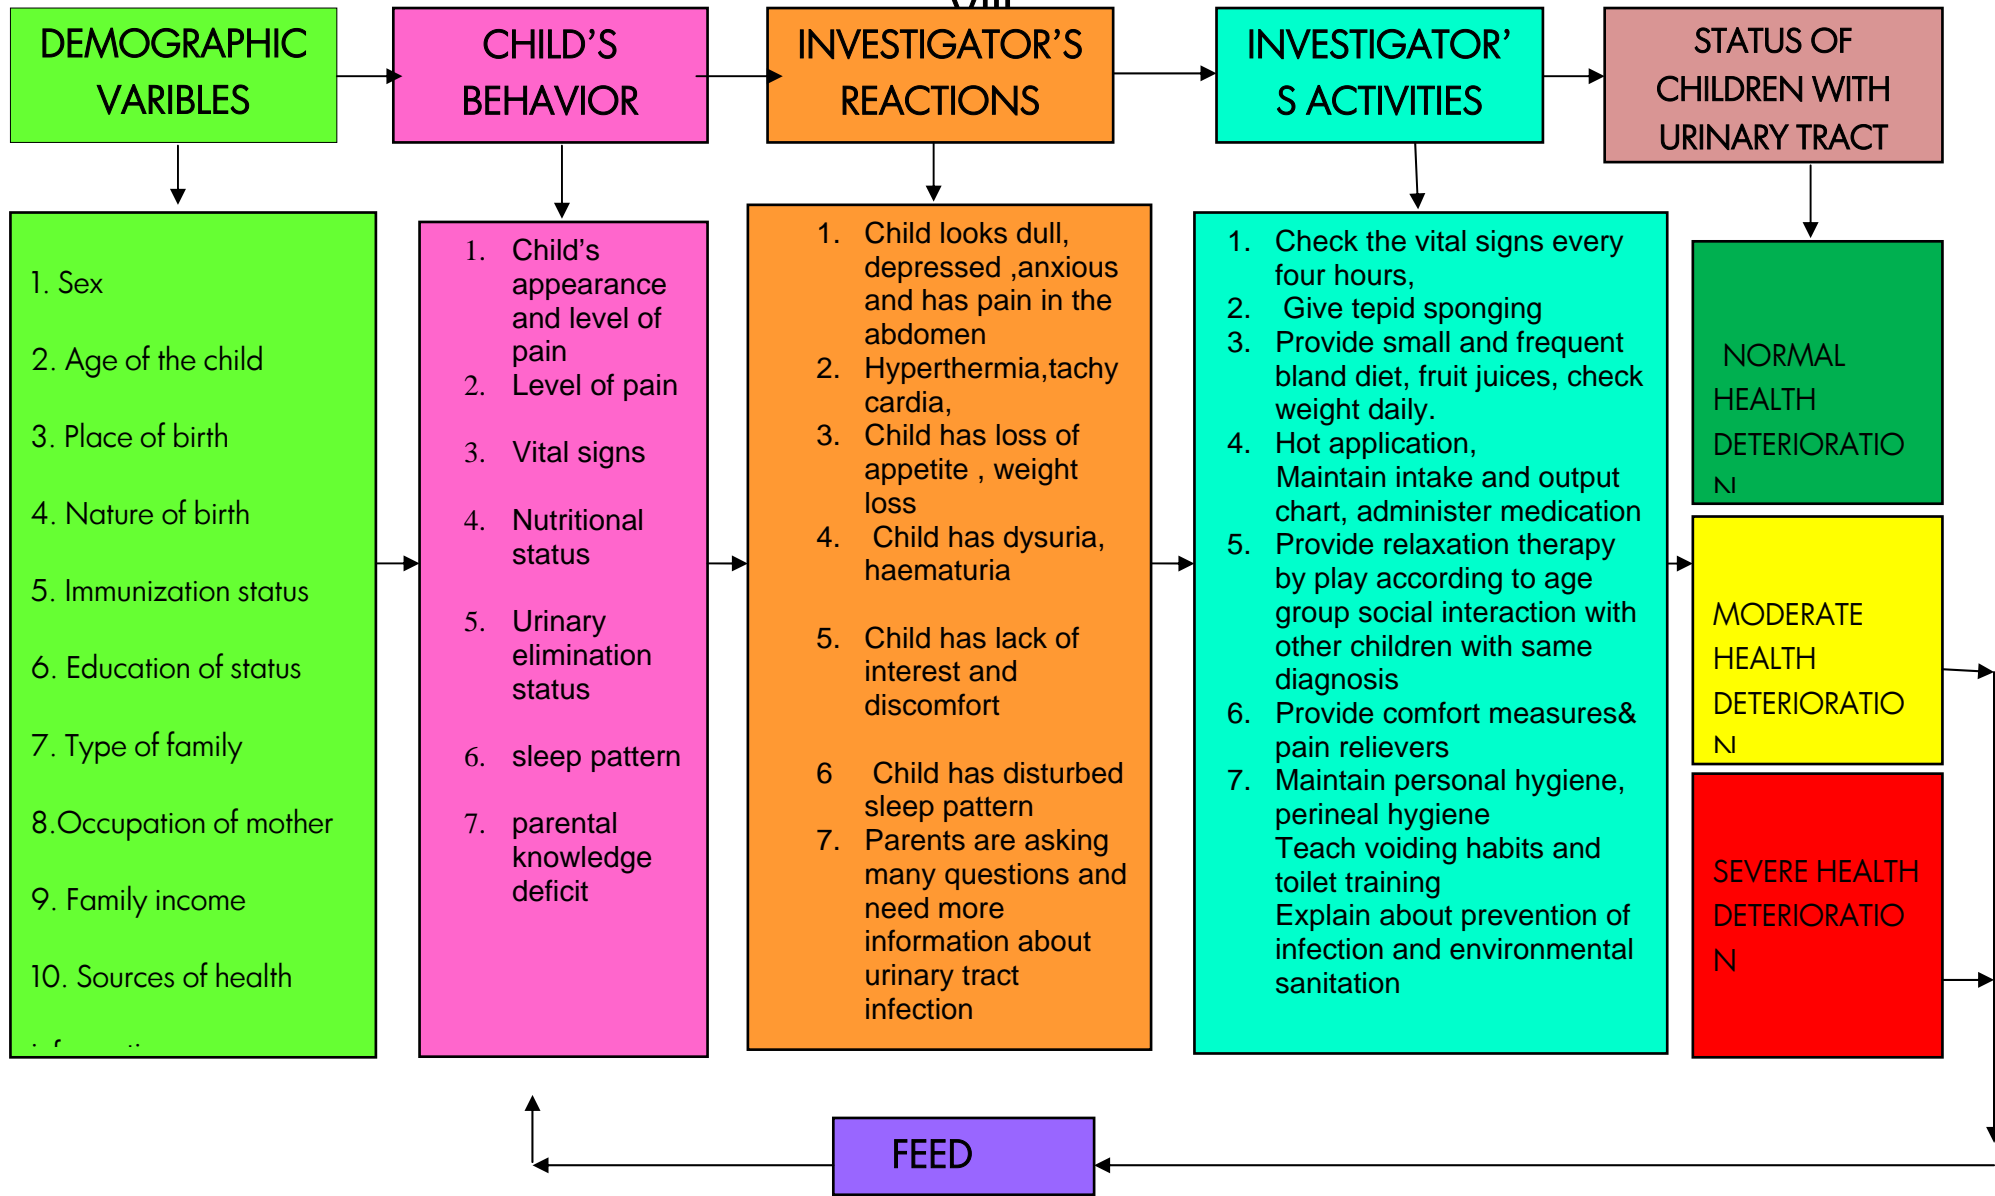 VIII
DEMOGRAPHIC
VARIBLES
CHILD’S
BEHAVIOR
INVESTIGATOR’S
REACTIONS
INVESTIGATOR’
S ACTIVITIES
STATUS OF
CHILDREN WITH
URINARY TRACT
1. Sex
2. Age of the child
3. Place of birth
4. Nature of birth
5. Immunization status
6. Education of status
7. Type of family
8.Occupation of mother
9. Family income
10. Sources of health
1. Child’s
appearance
and level of
pain
2. Level of pain
3. Vital signs
4. Nutritional
status
5. Urinary
elimination
status
6. sleep pattern
7. parental
knowledge
deficit
1. Child looks dull,
depressed ,anxious
and has pain in the
abdomen
2. Hyperthermia,tachy
cardia,
3. Child has loss of
appetite , weight
loss
4. Child has dysuria,
haematuria
5. Child has lack of
interest and
discomfort
6 Child has disturbed
sleep pattern
7. Parents are asking
many questions and
need more
information about
urinary tract
infection
1. Check the vital signs every
four hours,
2. Give tepid sponging
3. Provide small and frequent
bland diet, fruit juices, check
weight daily.
4. Hot application,
Maintain intake and output
chart, administer medication
5. Provide relaxation therapy
by play according to age
group social interaction with
other children with same
diagnosis
6. Provide comfort measures&
pain relievers
7. Maintain personal hygiene,
perineal hygiene
Teach voiding habits and
toilet training
Explain about prevention of
infection and environmental
sanitation
NORMAL
HEALTH
DETERIORATIO
N
MODERATE
HEALTH
DETERIORATIO
N
SEVERE HEALTH
DETERIORATIO
N
FEED